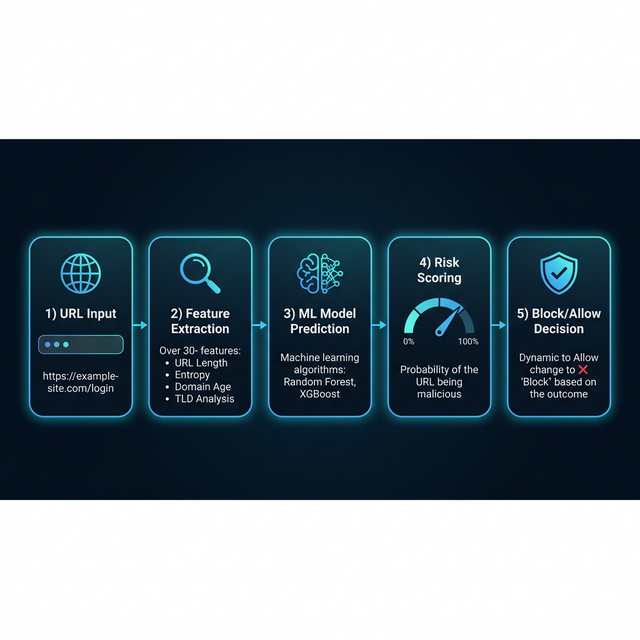 1) URL Input
https://example-
site.com/login
2) Feature
Extraction
Over 30- features:
• URL Length
• Entropy
• Domain Age
• TLD Analysis
3) ML Model
Prediction
Machine learning
algorithms:
Random Forest,
XGBoost
4) Risk
Scoring
0% 100%
Probability of the
URL being
malicious
5) Block/Allow
Decision
Dynamic to Allow
change to ❌
"Block" based on
the outcome